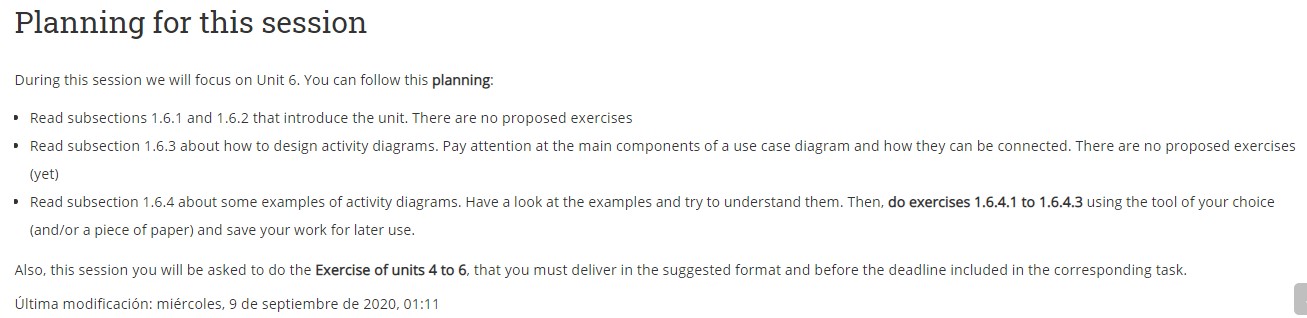 Planning for this session
During this session we will focus on Unit 6. You can follow this planning:
Read subsections 1.6.1 and 1.6.2 that introduce the unit. There are no proposed exercises
Read subsection 1.6.3 about how to design activity diagrams. Pay attention at the main components of a use case diagram and how they can be connected. There are no proposed exercises
(yet)
Read subsection 1.6.4 about some examples of activity diagrams. Have a look at the examples and try to understand them. Then, do exercises 1.6.4.1 to 1.6.4.3 using the tool of your choice
(and/or a piece of paper) and save your work for later use.
Also, this session you will be asked to do the Exercise of units 4 to 6, that you must deliver in the suggested format and before the deadline included in the corresponding task.
Última modificación: miércoles, 9 de septiembre de 2020, 01:11